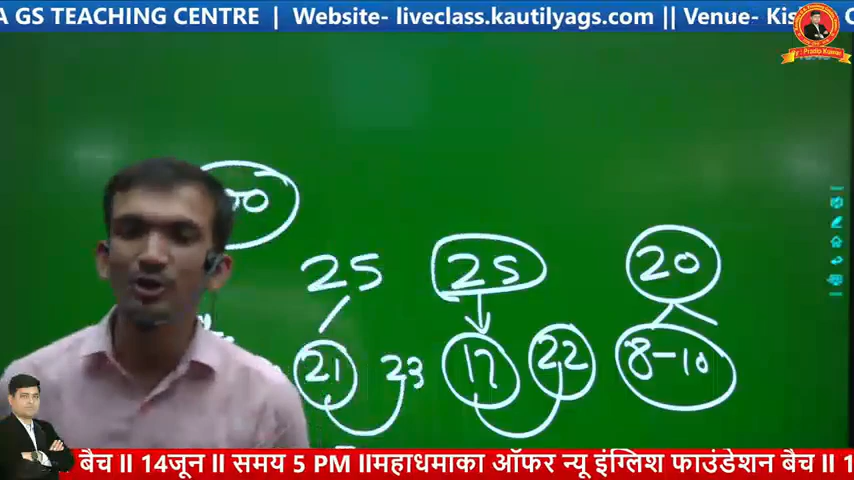 A GS TEACHING CENTRE | Website- liveclass.kautilyags.com || Venue- Kis
25 25 20
21 23 17 22 8-10
बैच II 14जून II समय 5 PM IIमहाधमाका ऑफर न्यू इंग्लिश फाउंडेशन बैच II 1